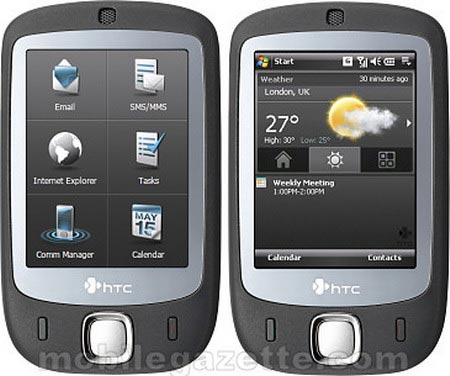 Email
SMS/MMS
Internet Explorer
Tasks
Comm Manager
MAY
15
Calendar
hTC
Start
Weather
30 minutes ago
London, UK
27°
High: 30° Low: 25°
Weekly Meeting
1:00PM-2:00PM
Calendar
Contacts
hTC
mobilegazette.com